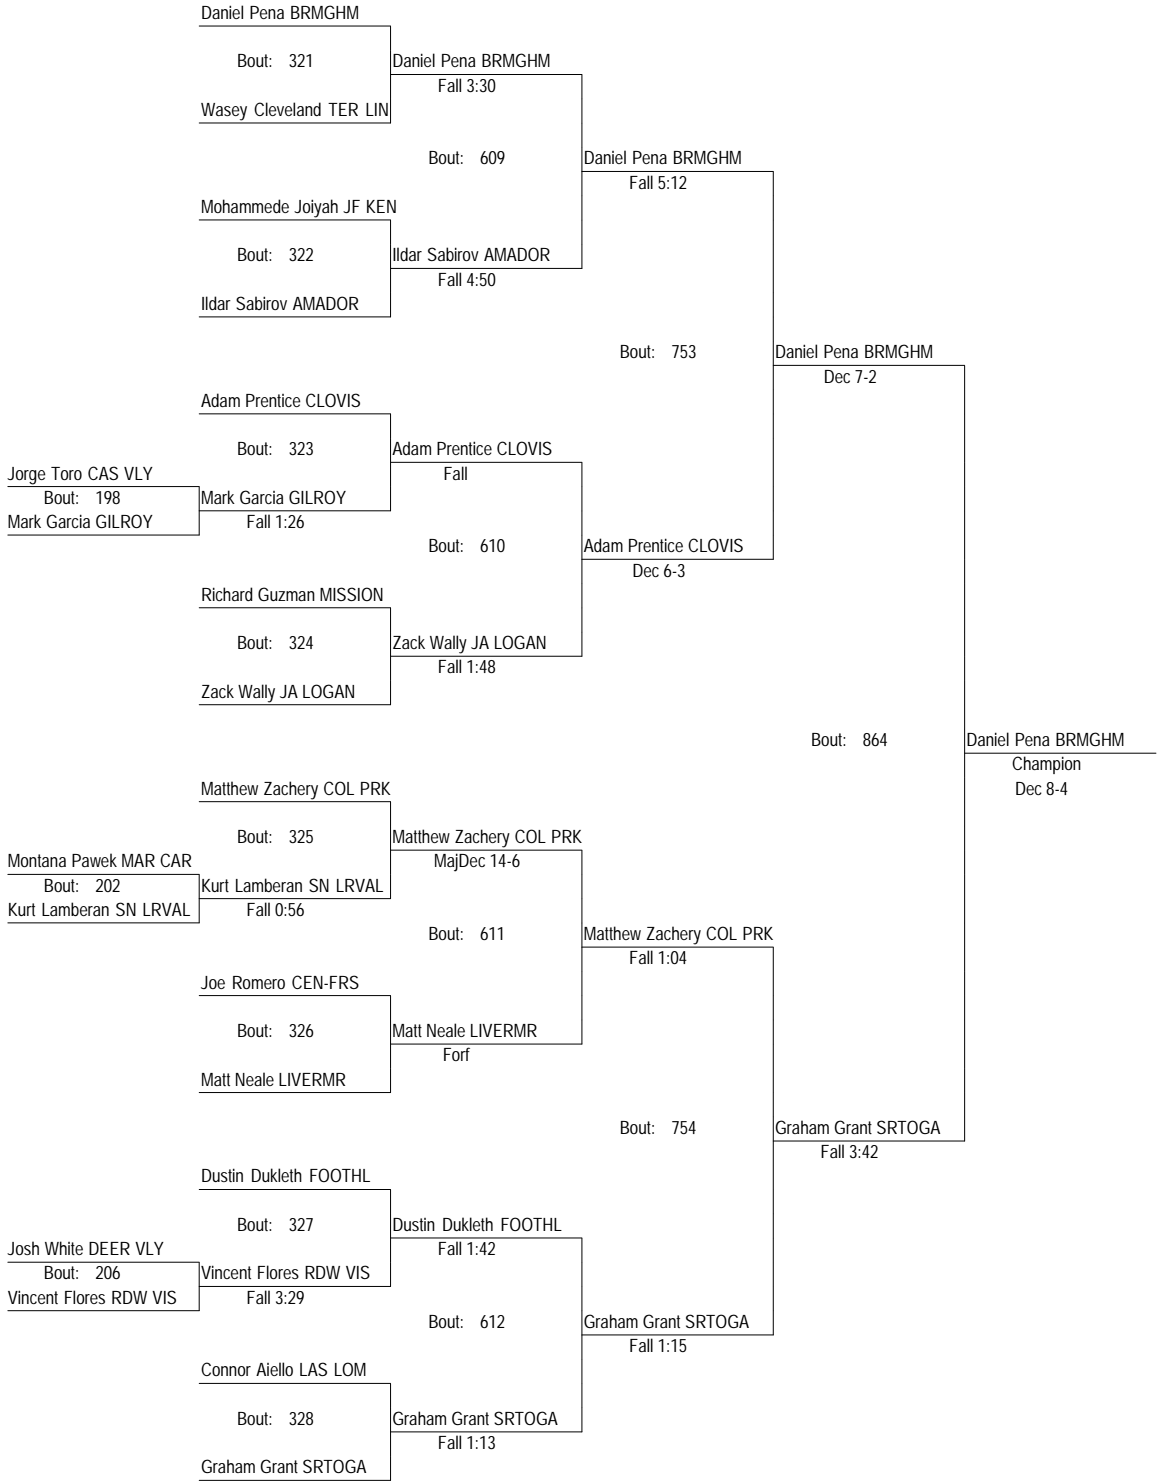 Daniel Pena BRMGHM
Bout: 321
Daniel Pena BRMGHM
Fall 3:30
Wasey Cleveland TER LIN
Bout: 609
Daniel Pena BRMGHM
Fall 5:12
Mohammede Joiyah JF KEN
Bout: 322
Ildar Sabirov AMADOR
Fall 4:50
Ildar Sabirov AMADOR
Bout: 753
Daniel Pena BRMGHM
Dec 7-2
Adam Prentice CLOVIS
Bout: 323
Adam Prentice CLOVIS
Fall
Jorge Toro CAS VLY
Bout: 198
Mark Garcia GILROY
Mark Garcia GILROY
Fall 1:26
Bout: 610
Adam Prentice CLOVIS
Dec 6-3
Richard Guzman MISSION
Bout: 324
Zack Wally JA LOGAN
Fall 1:48
Zack Wally JA LOGAN
Bout: 864
Daniel Pena BRMGHM
Champion
Dec 8-4
Matthew Zachery COL PRK
Bout: 325
Matthew Zachery COL PRK
MajDec 14-6
Montana Pawek MAR CAR
Bout: 202
Kurt Lamberan SN LRVAL
Kurt Lamberan SN LRVAL
Fall 0:56
Bout: 611
Matthew Zachery COL PRK
Fall 1:04
Joe Romero CEN-FRS
Bout: 326
Matt Neale LIVERMR
Forf
Matt Neale LIVERMR
Bout: 754
Graham Grant SRTOGA
Fall 3:42
Dustin Dukleth FOOTHL
Bout: 327
Dustin Dukleth FOOTHL
Fall 1:42
Josh White DEER VLY
Bout: 206
Vincent Flores RDW VIS
Vincent Flores RDW VIS
Fall 3:29
Bout: 612
Graham Grant SRTOGA
Fall 1:15
Connor Aiello LAS LOM
Bout: 328
Graham Grant SRTOGA
Fall 1:13
Graham Grant SRTOGA